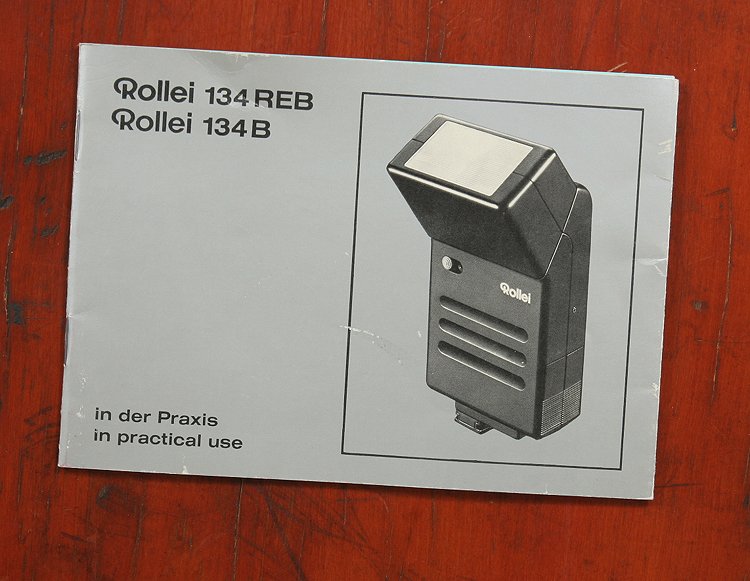 Rollei 134 REB
Rollei 134 B
Rollei
in der Praxis
in practical use